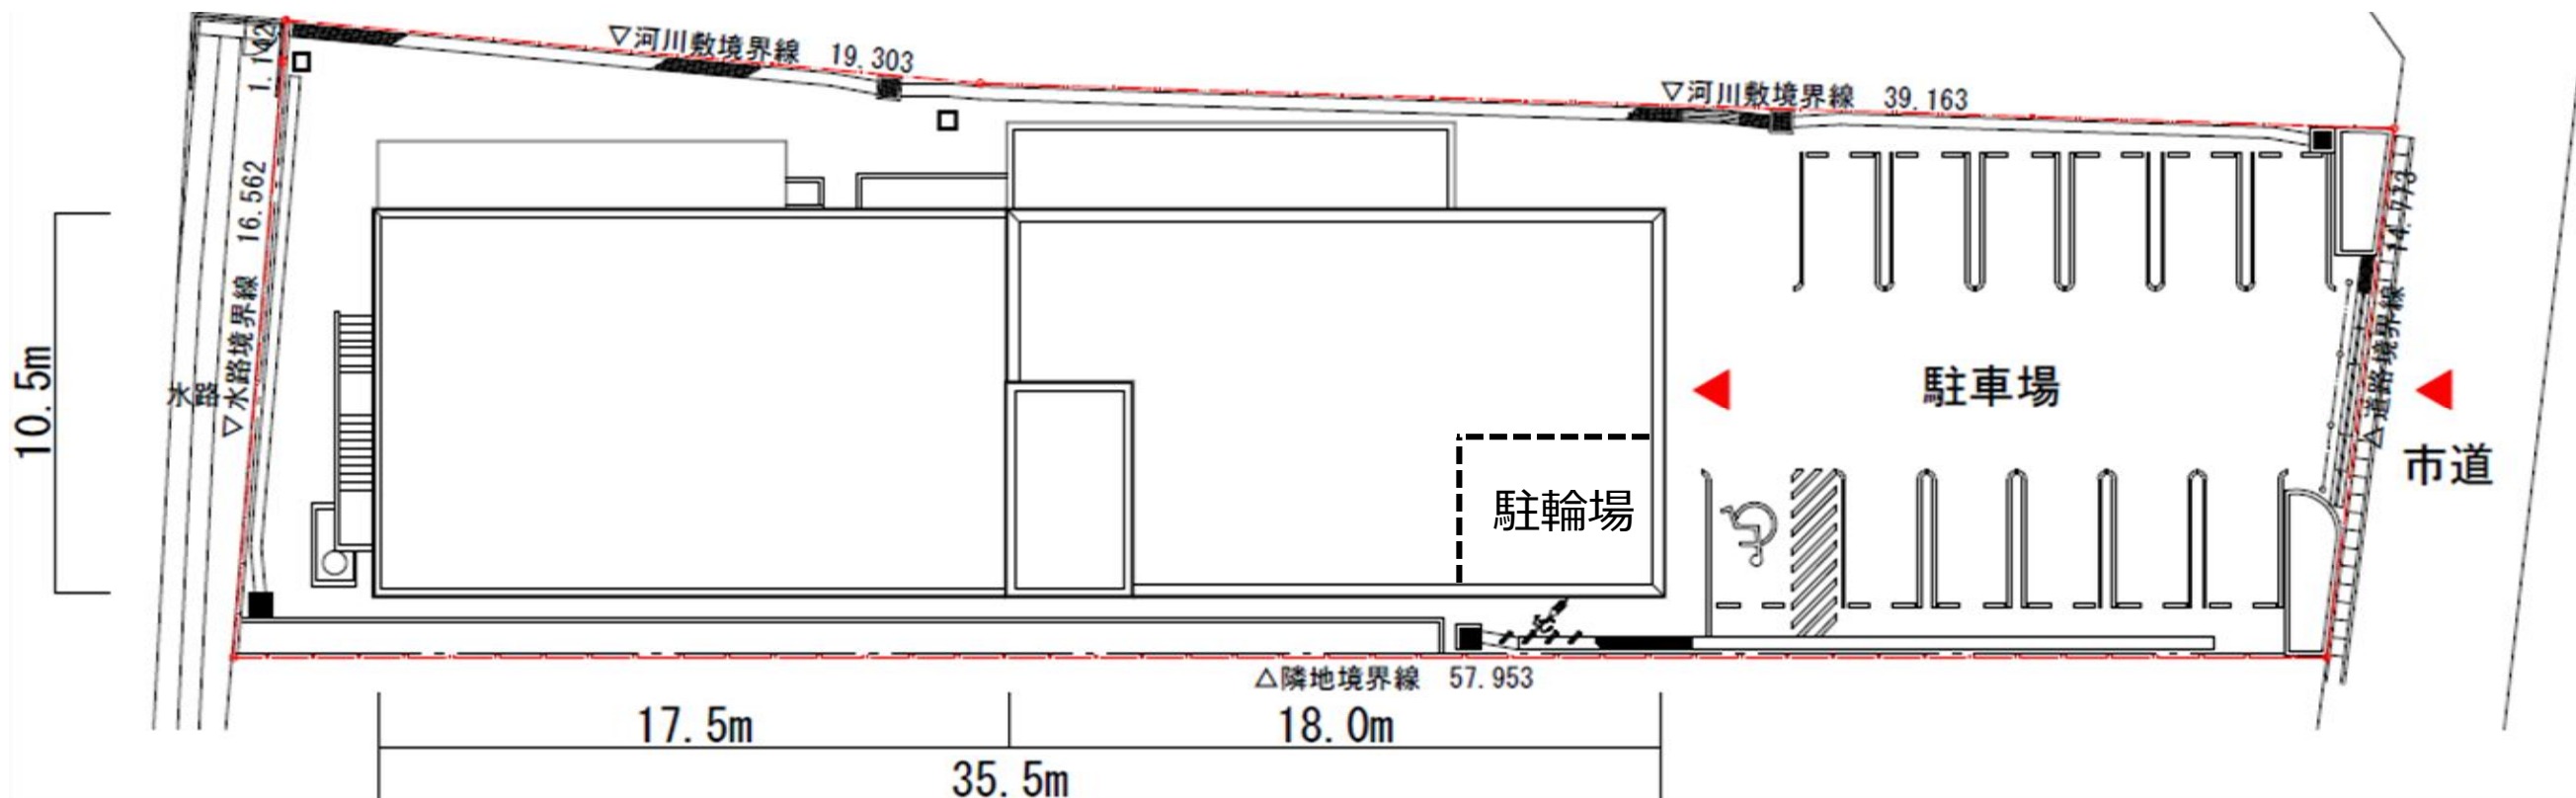 ▽河川敷境界線 19.303
▽河川敷境界線 39.163
1.142
▽水路境界線 16.562
水路
10.5m
駐車場
駐輪場
△道路境界線 14.773
市道
△隣地境界線 57.953
17.5m
18.0m
35.5m